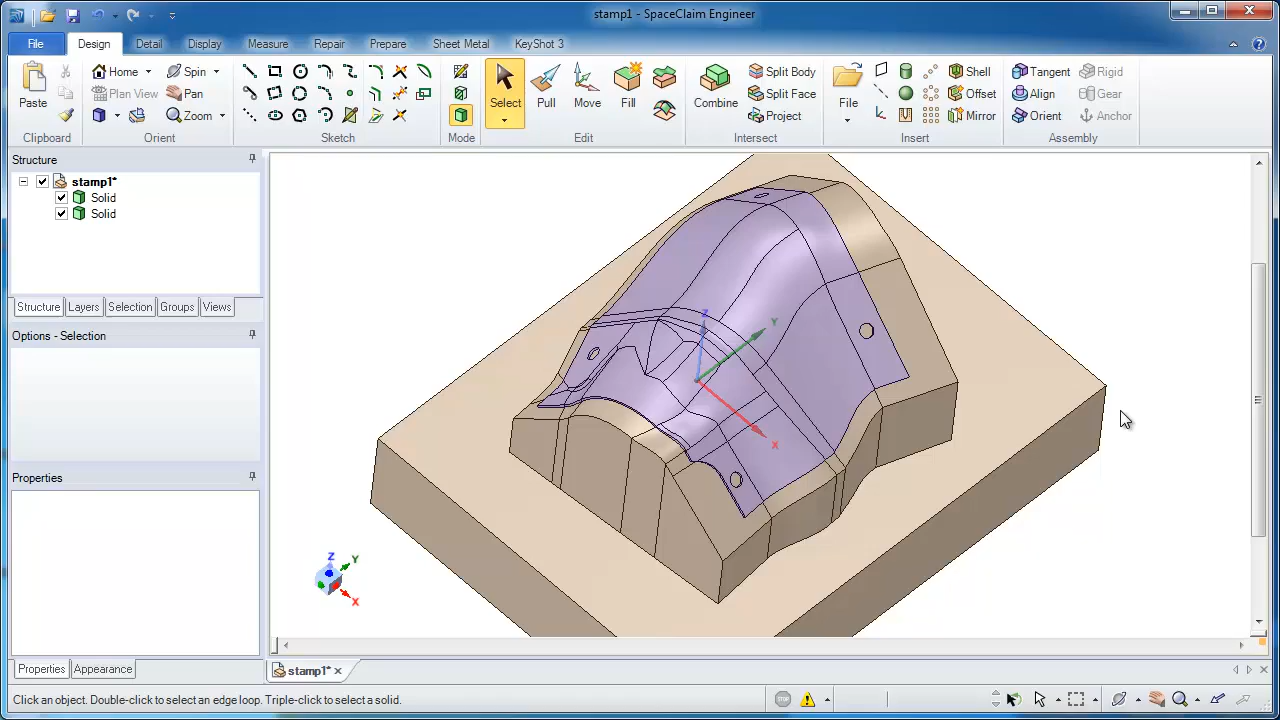 stamp1 - SpaceClaim Engineer
File Design Detail Display Measure Repair Prepare Sheet Metal KeyShot 3
Home Spin Split Body Shell Tangent Rigid
Paste Plan View Pan Select Pull Move Fill Combine Split Face File Offset Align Gear
Zoom Project Mirror Orient Anchor
Clipboard Orient Sketch Mode Edit Intersect Insert Assembly
Structure
stamp1*
Solid
Solid
Structure Layers Selection Groups Views
Options - Selection
Properties
Z
Y
X
Z
Y
X
Properties Appearance
stamp1*
Click an object. Double-click to select an edge loop. Triple-click to select a solid.